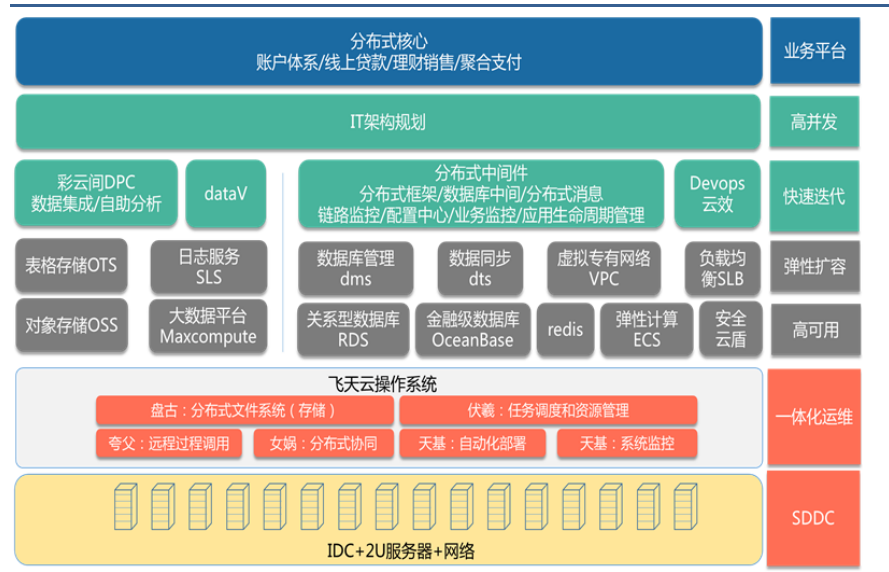 分布式核心
账户体系/线上贷款/理财销售/聚合支付
业务平台
IT架构规划
高并发
彩云间DPC
数据集成/自助分析
dataV
分布式中间件
分布式框架/数据库中间/分布式消息
链路监控/配置中心/业务监控/应用生命周期管理
Devops
云效
快速迭代
表格存储OTS
日志服务
SLS
数据库管理
dms
数据同步
dts
虚拟专有网络
VPC
负载均
衡SLB
弹性扩容
对象存储OSS
大数据平台
Maxcompute
关系型数据库
RDS
金融级数据库
OceanBase
redis
弹性计算
ECS
安全
云盾
高可用
飞天云操作系统
盘古：分布式文件系统（存储）
伏羲：任务调度和资源管理
夸父：远程过程调用
女娲：分布式协同
天基：自动化部署
天基：系统监控
一体化运维
IDC+2U服务器+网络
SDDC